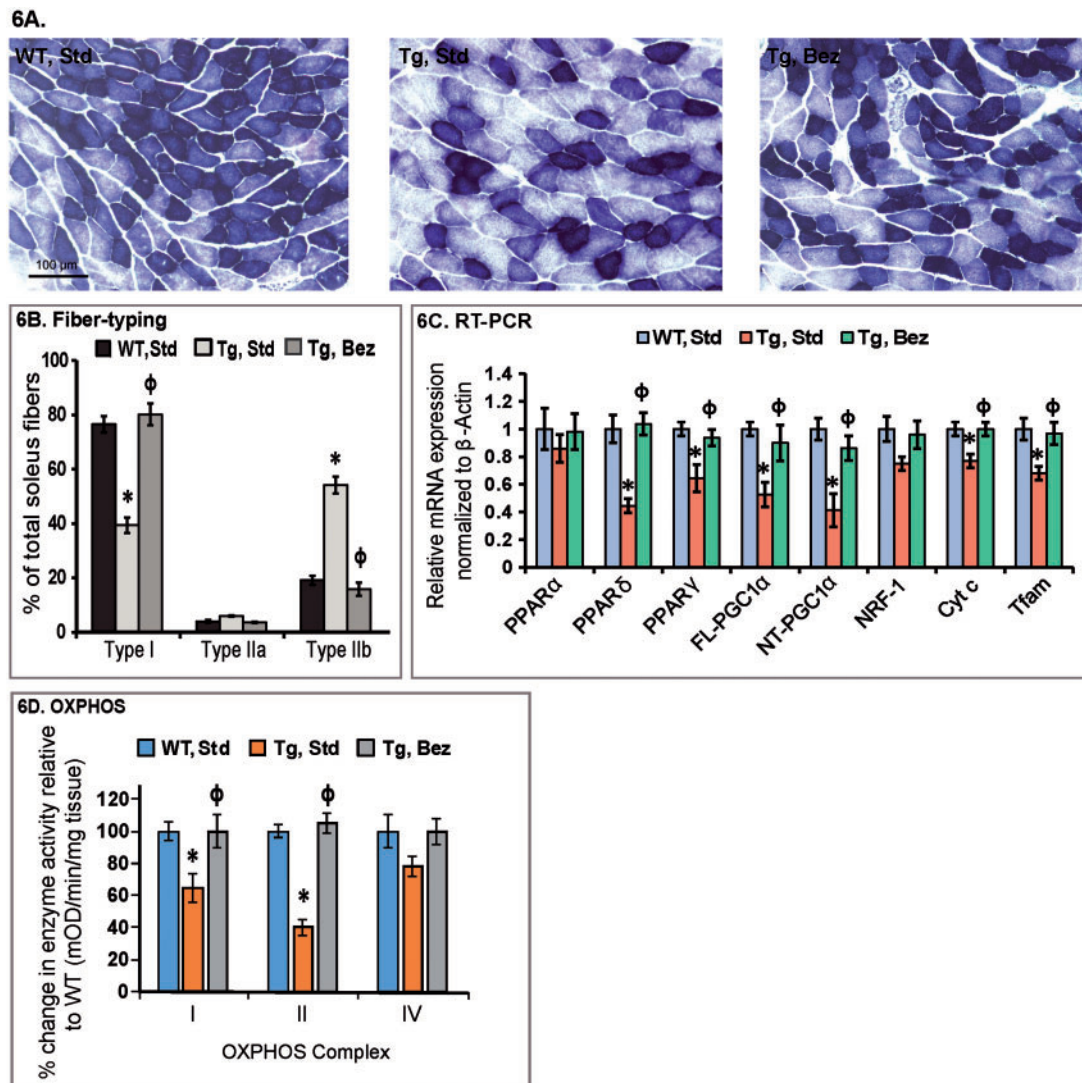 6A.
WT, Std
Tg, Std
Tg, Bez
100 µm
6B. Fiber-typing
WT,Std Tg, Std Tg, Bez
% of total soleus fibers
100
80
60
40
20
0
ϕ
*
*
ϕ
Type I Type IIa Type IIb
6C. RT-PCR
WT, Std Tg, Std Tg, Bez
Relative mRNA expression
normalized to β -Actin
1.4
1.2
1
0.8
0.6
0.4
0.2
0
* ϕ
* ϕ
* ϕ
* ϕ
* ϕ
* ϕ
PPARα
PPARδ
PPARγ
FL-PGC1α
NT-PGC1α
NRF-1
Cyt c
Tfam
6D. OXPHOS
WT, Std Tg, Std Tg, Bez
% change in enzyme activity relative
to WT (mOD/min/mg tissue)
120
100
80
60
40
20
0
* ϕ
* ϕ
I II IV
OXPHOS Complex